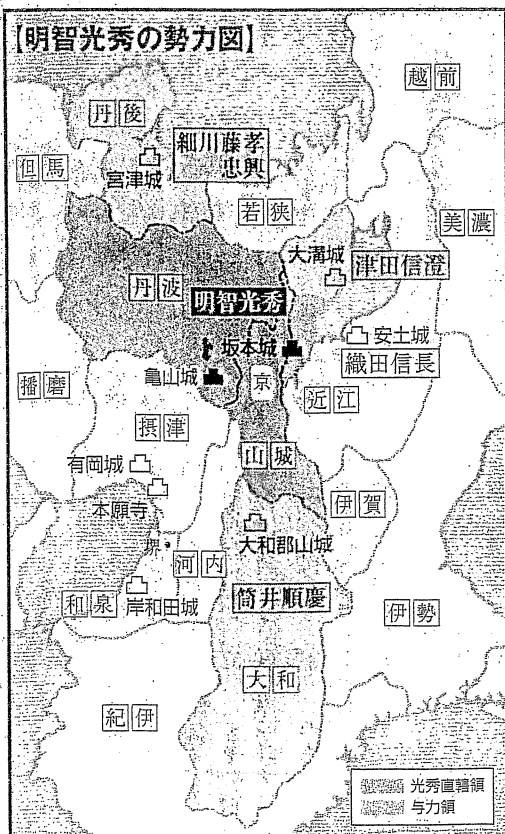 【明智光秀の勢力図】
越前
丹後
細川藤孝
忠興
但馬
宮津城
若狭
美濃
大溝城
津田信澄
丹波
明智光秀
安土城
坂本城
織田信長
亀山城
京
播磨
近江
摂津
有岡城
山城
伊賀
本願寺
大和郡山城
堺
河内
和泉
岸和田城
筒井順慶
伊勢
大和
紀伊
光秀直轄領
与力領